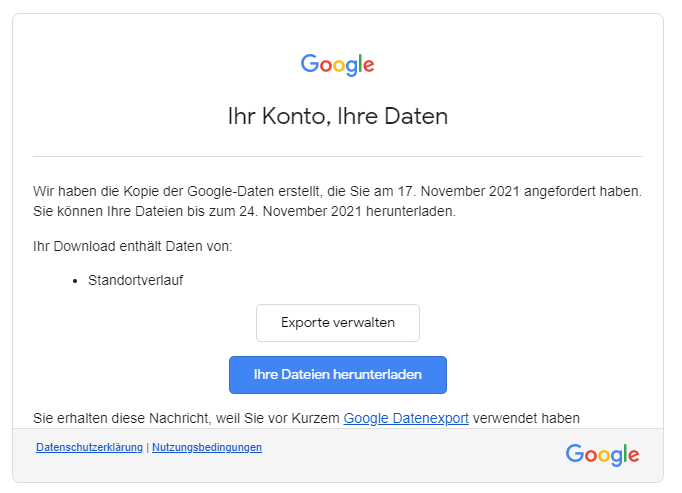 Google
Ihr Konto, Ihre Daten
Wir haben die Kopie der Google-Daten erstellt, die Sie am 17. November 2021 angefordert haben.
Sie können Ihre Dateien bis zum 24. November 2021 herunterladen.
Ihr Download enthält Daten von:
• Standortverlauf
Exporte verwalten
Ihre Dateien herunterladen
Sie erhalten diese Nachricht, weil Sie vor Kurzem Google Datenexport verwendet haben
Datenschutzerklärung | Nutzungsbedingungen
Google